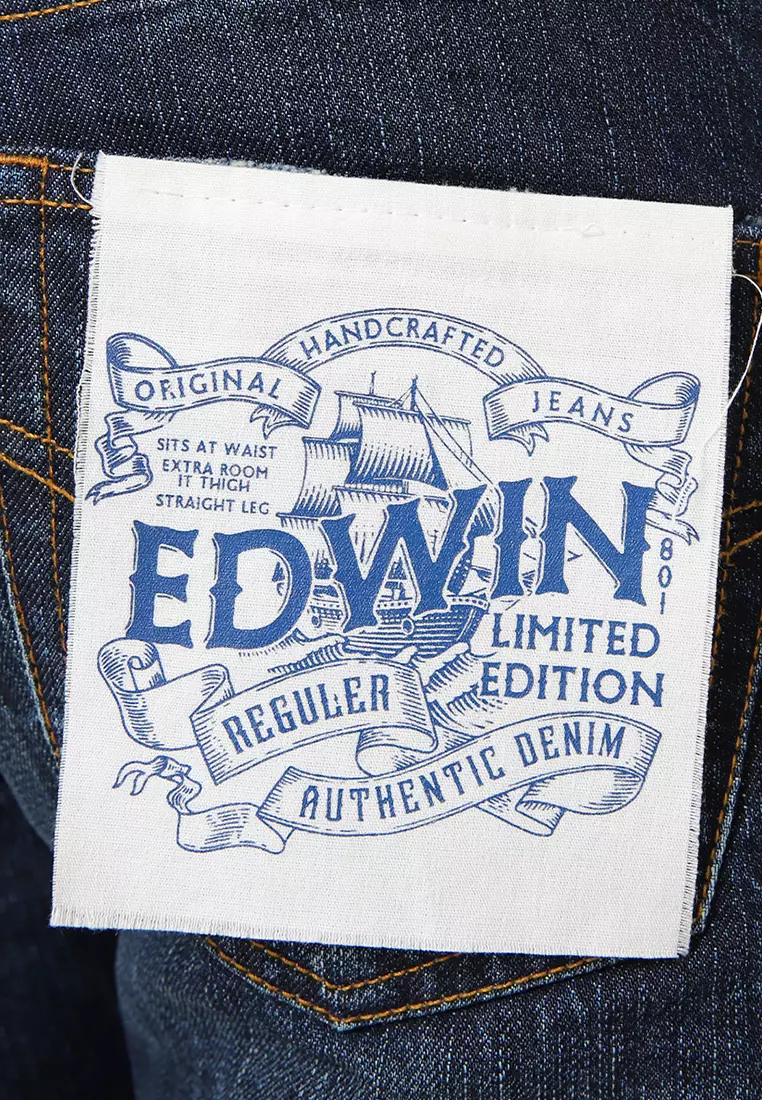 HANDCRAFTED
ORIGINAL
JEANS
SITS AT WAIST
EXTRA ROOM
IT THIGH
STRAIGHT LEG
EDWIN
801
LIMITED
EDITION
REGULER
AUTHENTIC DENIM